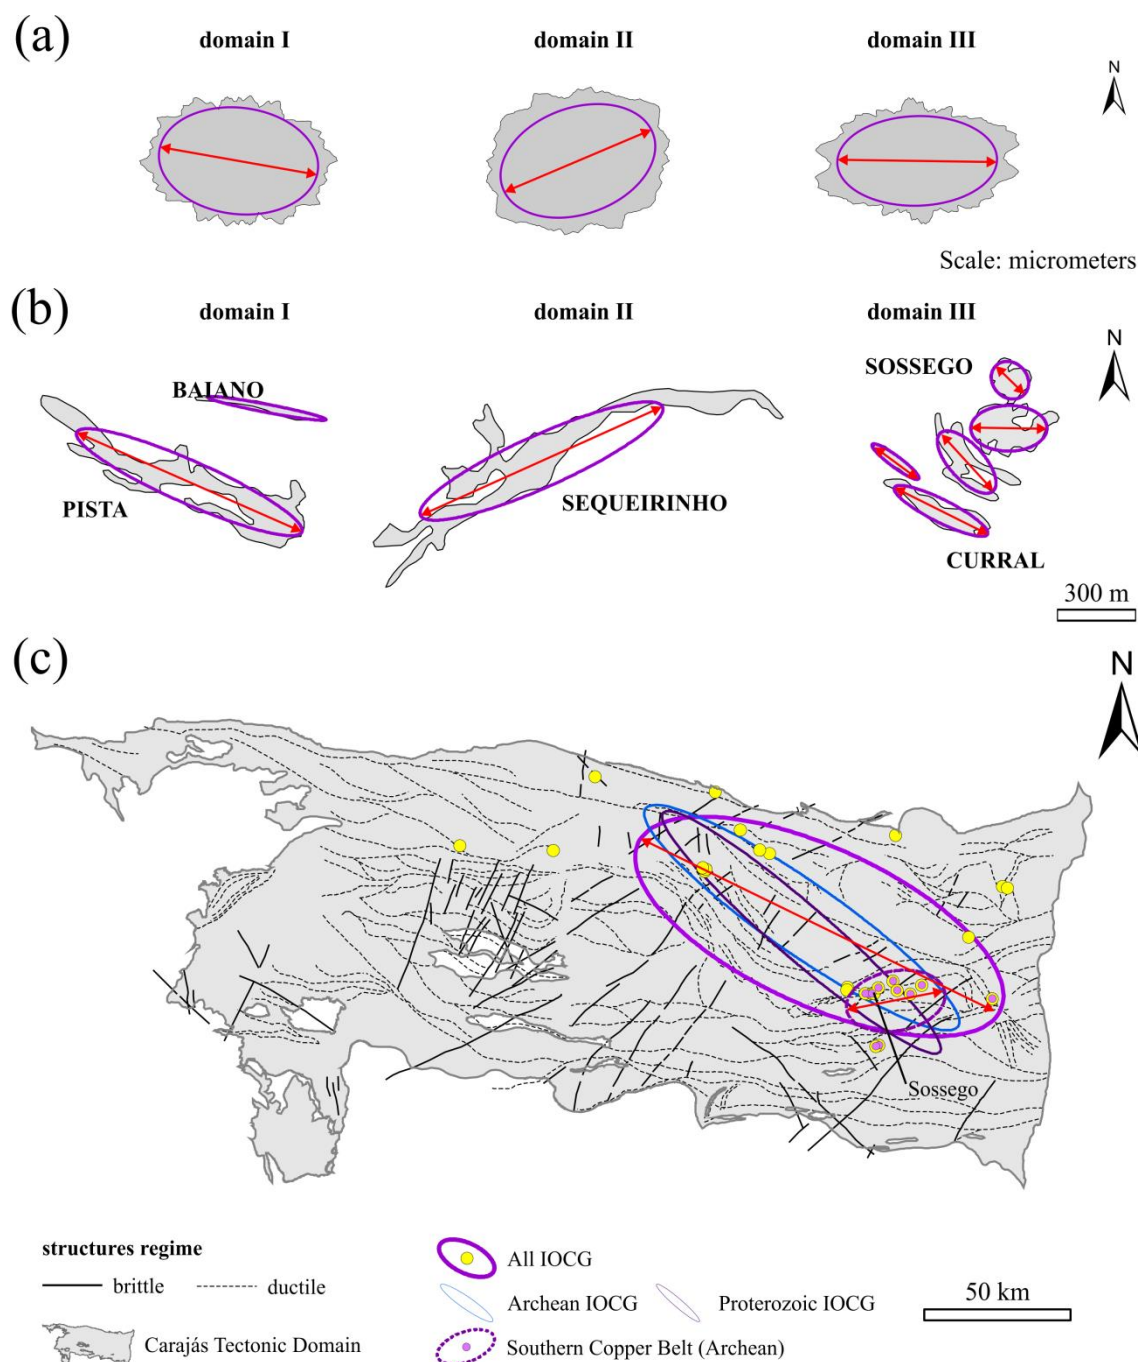 (a)
domain I domain II domain III
N
Scale: micrometers
(b)
domain I domain II domain III
N
SOSSEGO
BAIANO
PISTA
SEQUEIRINHO
CURRAL
300 m
(c)
N
Sossego
structures regime
brittle ductile
Carajás Tectonic Domain
All IOCG
Archean IOCG Proterozoic IOCG
Southern Copper Belt (Archean)
50 km